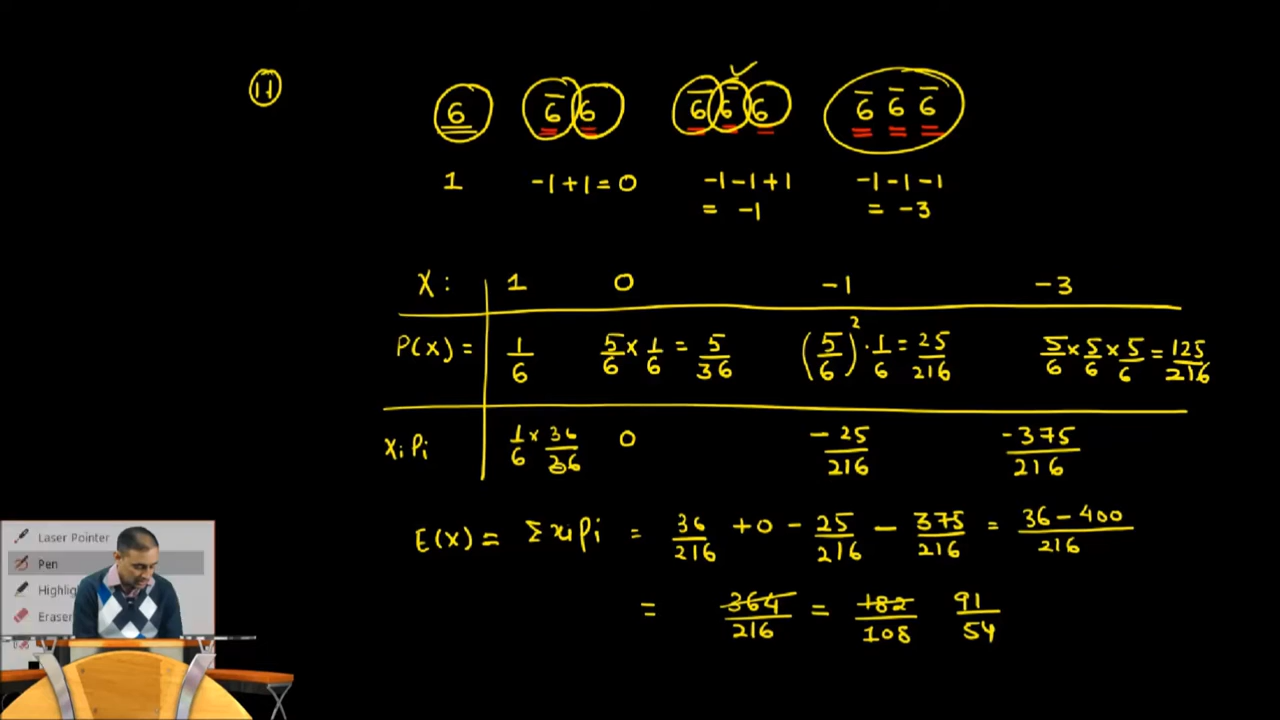 11
6 6̅ 6 6̅ 6̅ 6 6̅ 6̅ 6̅
1 -1+1=0 -1-1+1 -1-1-1
= -1 = -3
X: 1 0 -1 -3
P(X)= 1/6 5/6 × 1/6 = 5/36 (5/6)² · 1/6 = 25/216 5/6 × 5/6 × 5/6 = 125/216
xᵢPᵢ 1/6 × 36/36 0 -25/216 -375/216
E(X) = Σxᵢpᵢ = 36/216 + 0 - 25/216 - 375/216 = (36-400)/216
= 364/216 = 182/108 91/54
Laser Pointer
Pen
Highlig
Eraser